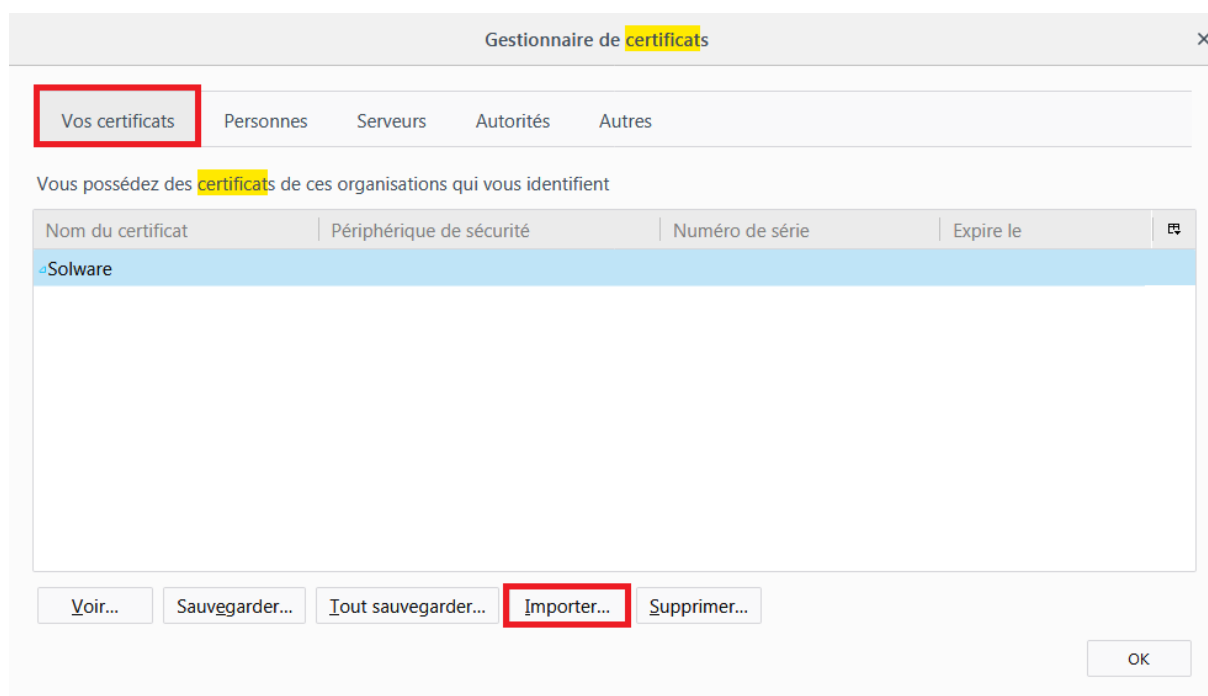 Gestionnaire de certificats
Vos certificats Personnes Serveurs Autorités Autres
Vous possédez des certificats de ces organisations qui vous identifient
Nom du certificat Périphérique de sécurité Numéro de série Expire le
Solware
Voir... Sauvegarder... Tout sauvegarder... Importer... Supprimer...
OK